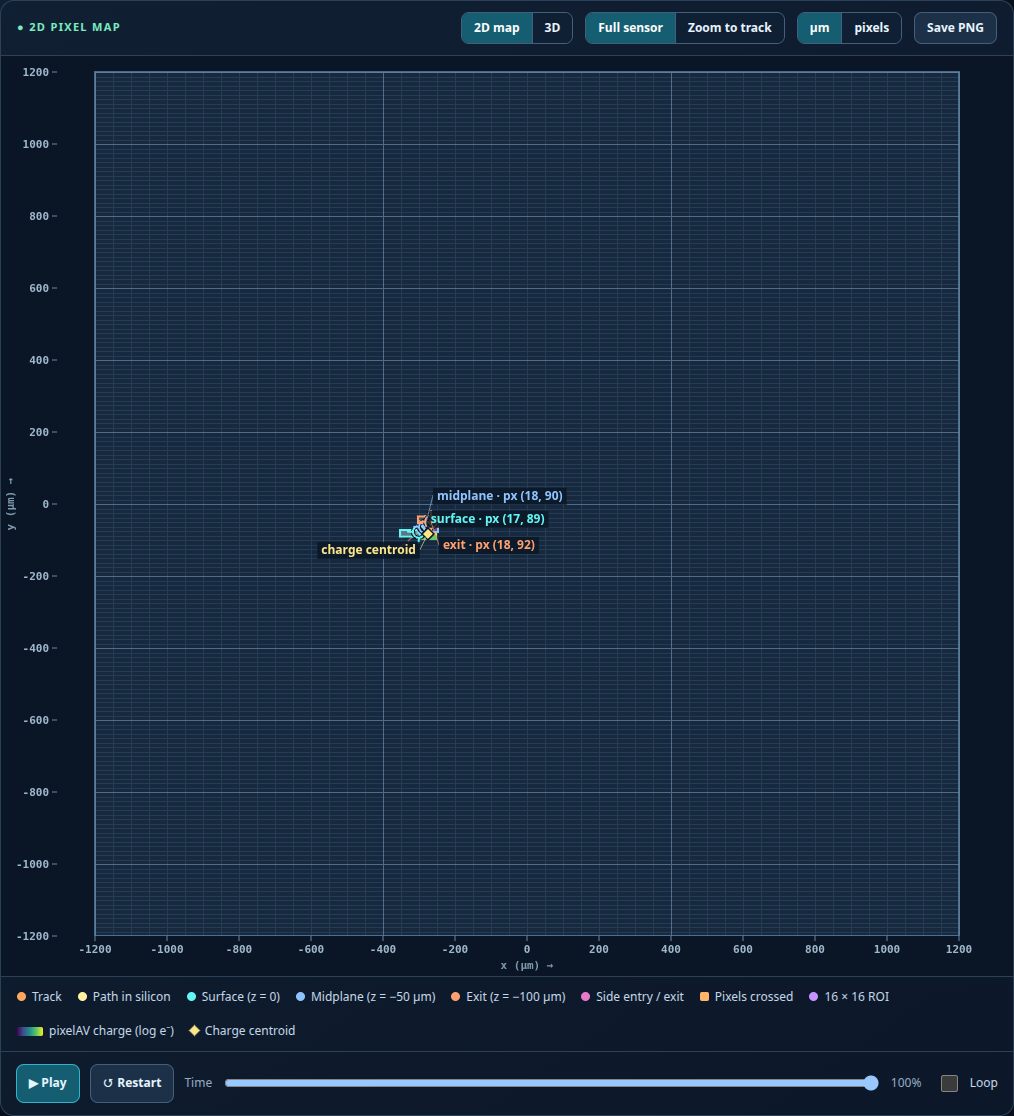 ● 2D PIXEL MAP
2D map 3D Full sensor Zoom to track µm pixels Save PNG
1200
1000
800
600
400
200
0
-200
-400
-600
-800
-1000
-1200
y (µm) →
midplane · px (18, 90)
surface · px (17, 89)
exit · px (18, 92)
charge centroid
-1200 -1000 -800 -600 -400 -200 0 200 400 600 800 1000 1200
x (µm) →
Track Path in silicon Surface (z = 0) Midplane (z = −50 µm) Exit (z = −100 µm) Side entry / exit Pixels crossed 16 × 16 ROI
pixelAV charge (log e⁻) Charge centroid
▶ Play ↺ Restart Time 100% Loop